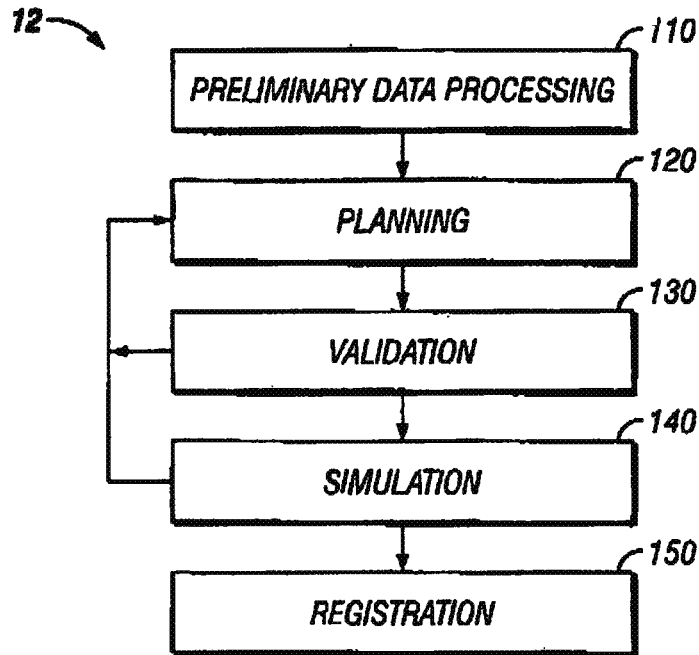 12
110
PRELIMINARY DATA PROCESSING
120
PLANNING
130
VALIDATION
140
SIMULATION
150
REGISTRATION